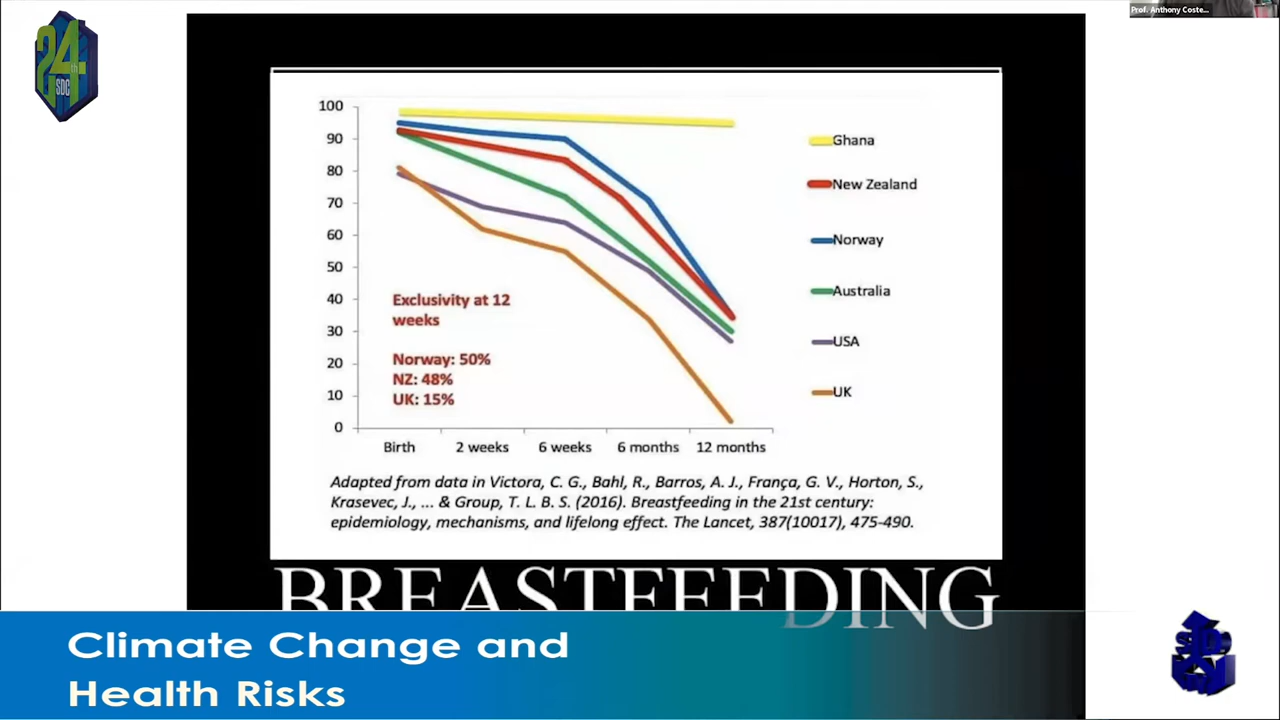 Prof. Anthony Coste...
24th
SDC
100
90
80
70
60
50
40
30
20
10
0
Birth
2 weeks
6 weeks
6 months
12 months
Exclusivity at 12
weeks
Norway: 50%
NZ: 48%
UK: 15%
Ghana
New Zealand
Norway
Australia
USA
UK
Adapted from data in Victora, C. G., Bahl, R., Barros, A. J., França, G. V., Horton, S.,
Krasevec, J., ... & Group, T. L. B. S. (2016). Breastfeeding in the 21st century:
epidemiology, mechanisms, and lifelong effect. The Lancet, 387(10017), 475-490.
BREASTFEEDING
Climate Change and
Health Risks